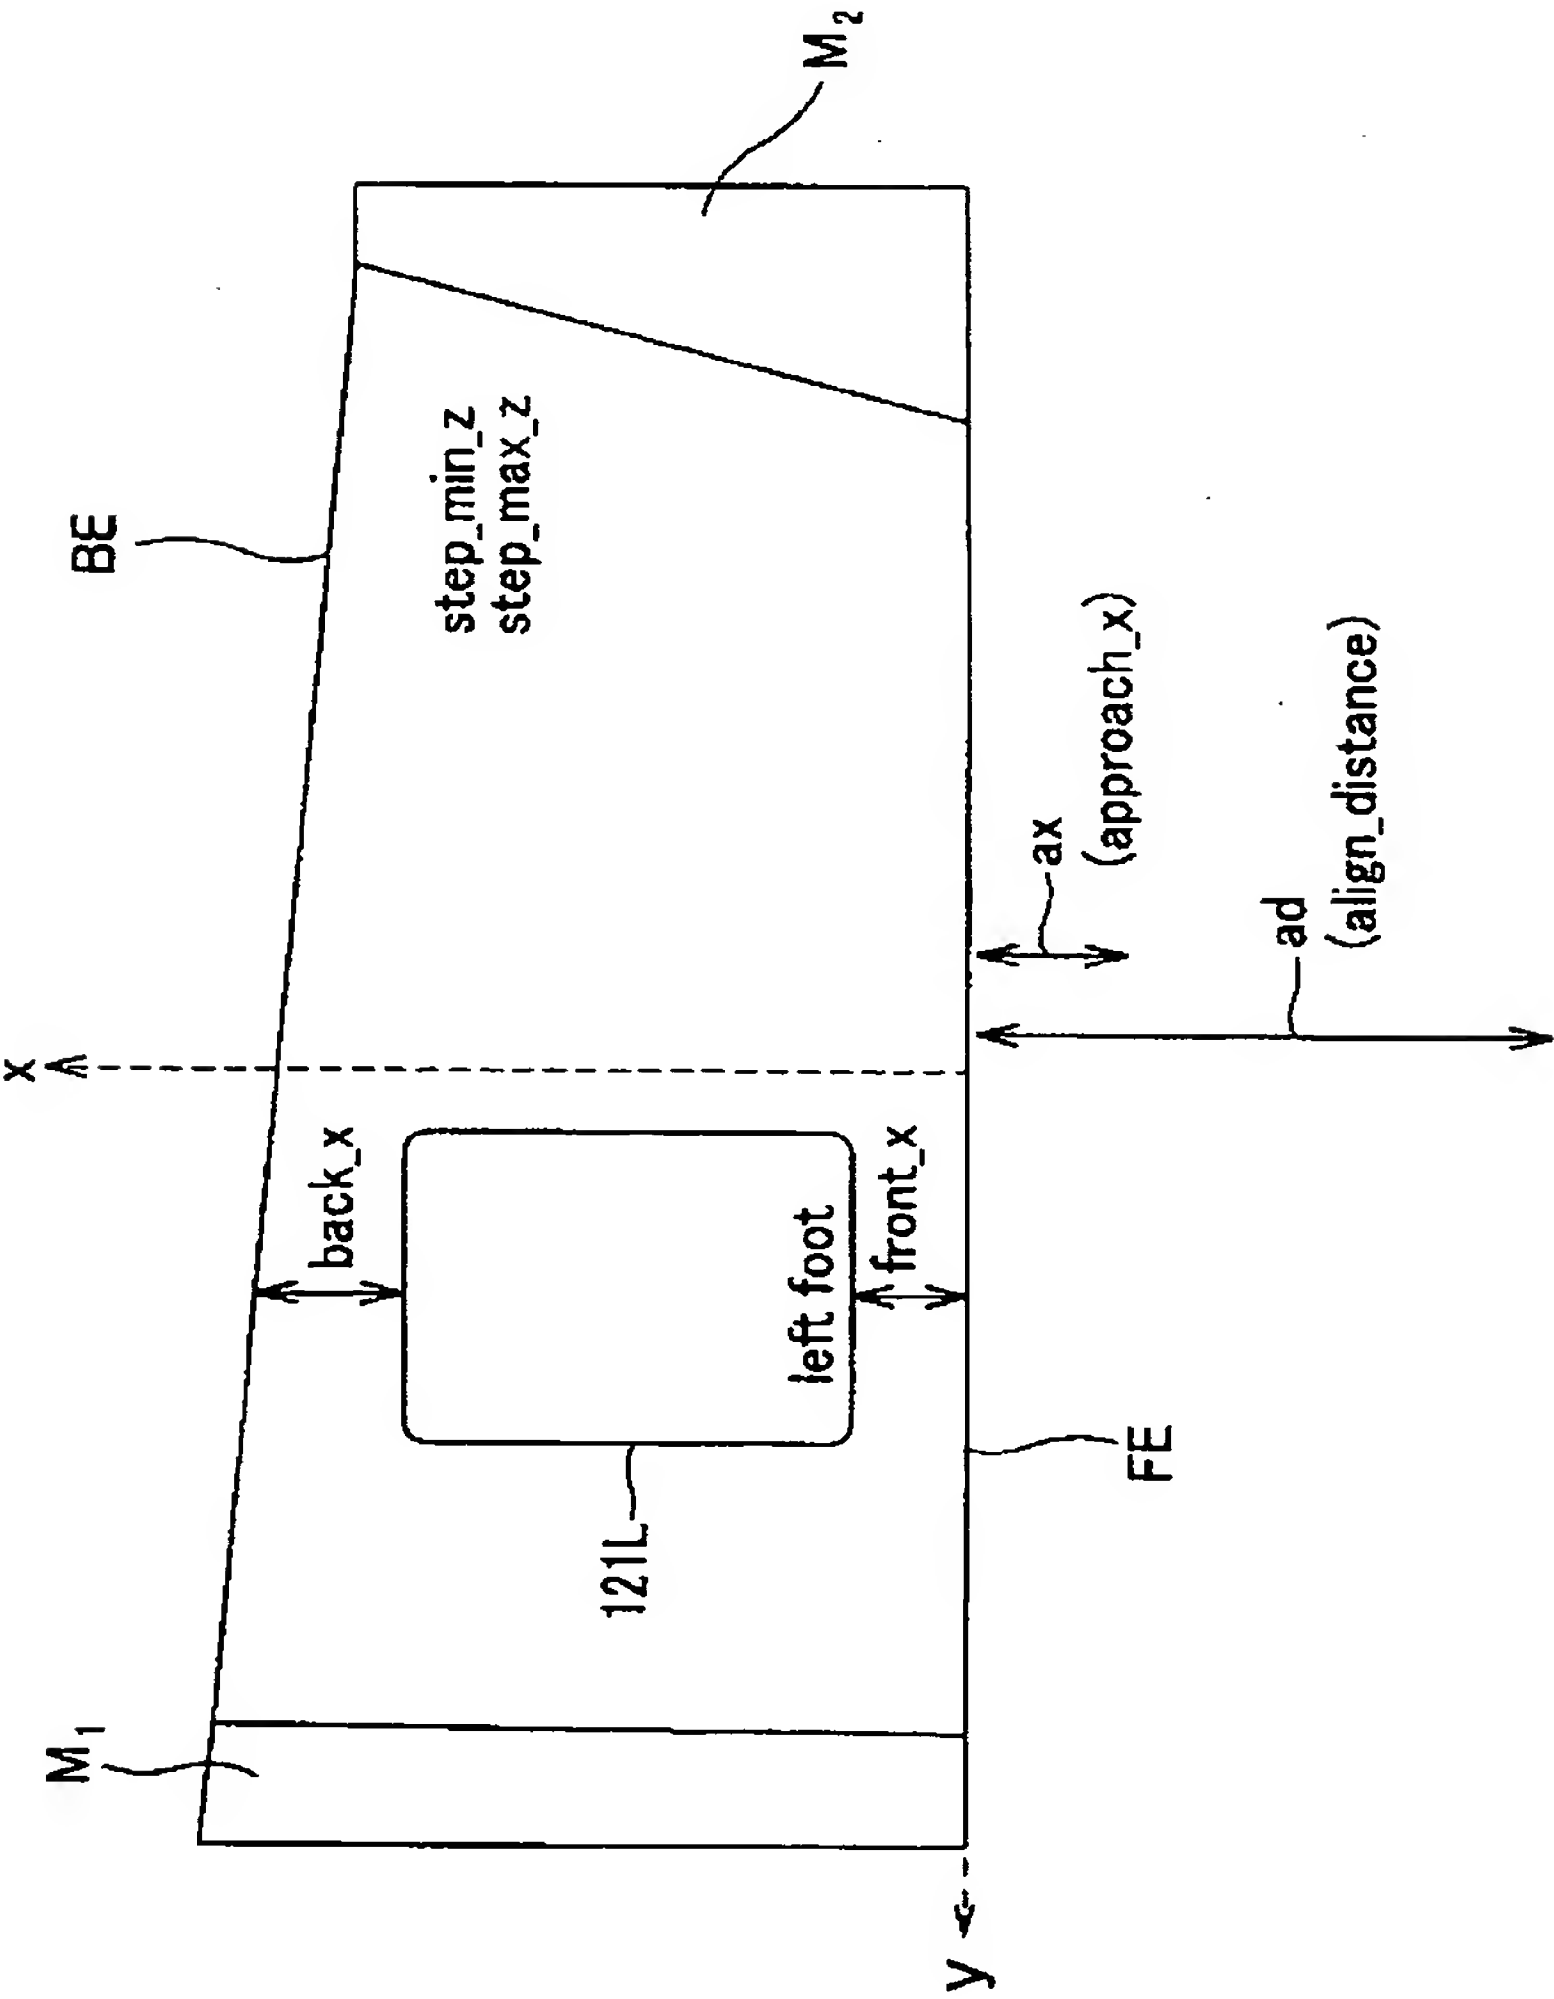 x
M₁
BE
M₂
back_x
step_min_z
step_max_z
left foot
121L
front_x
y
FE
ax
(approach_x)
ad
(align_distance)